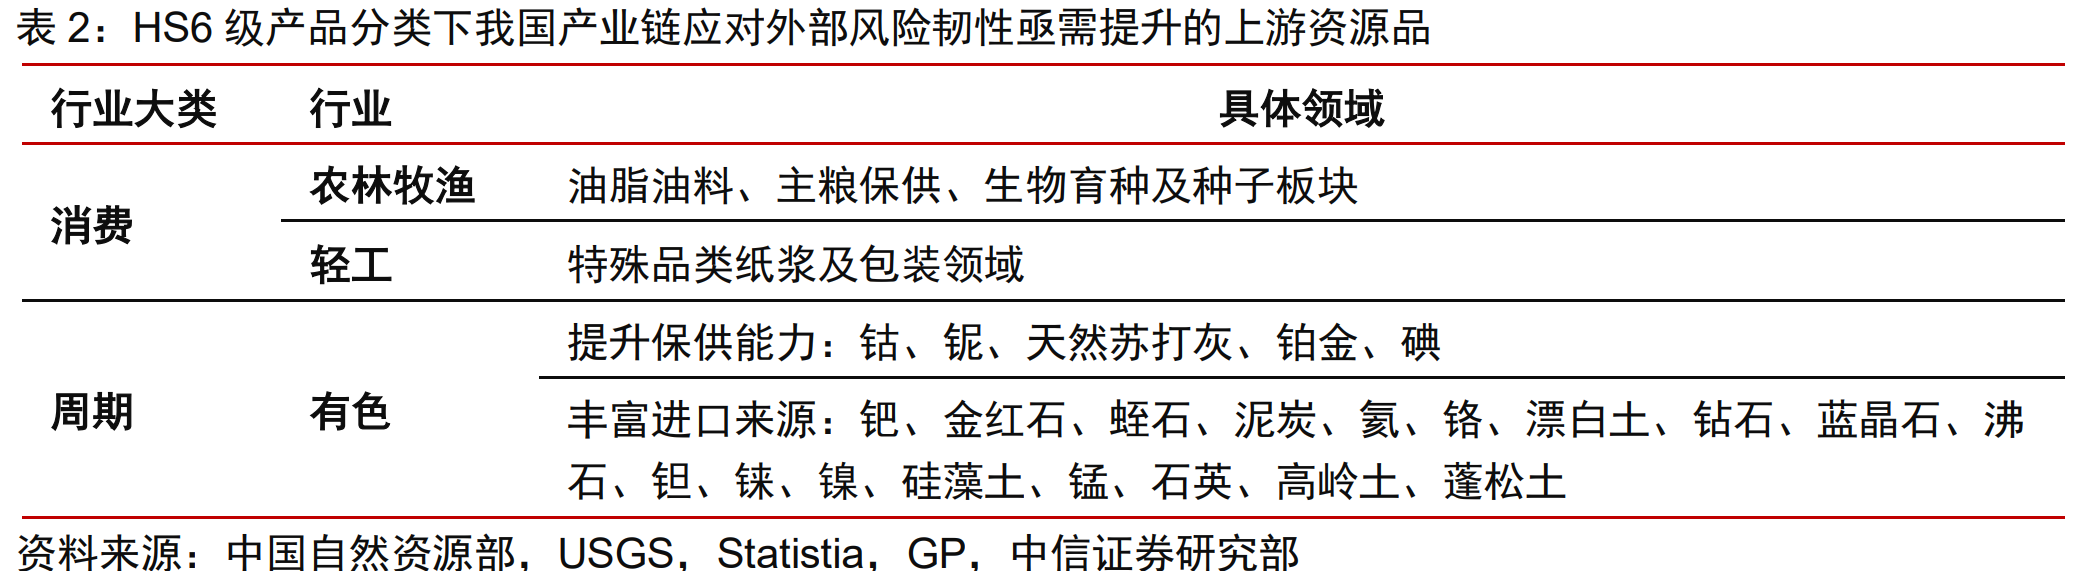 表 2：HS6 级产品分类下我国产业链应对外部风险韧性亟需提升的上游资源品
行业大类 行业 具体领域
消费
农林牧渔 油脂油料、主粮保供、生物育种及种子板块
轻工 特殊品类纸浆及包装领域
周期 有色
提升保供能力：钴、铌、天然苏打灰、铂金、碘
丰富进口来源：钯、金红石、蛭石、泥炭、氦、铬、漂白土、钻石、蓝晶石、沸
石、钽、铼、镍、硅藻土、锰、石英、高岭土、蓬松土
资料来源：中国自然资源部，USGS，Statistia，GP，中信证券研究部